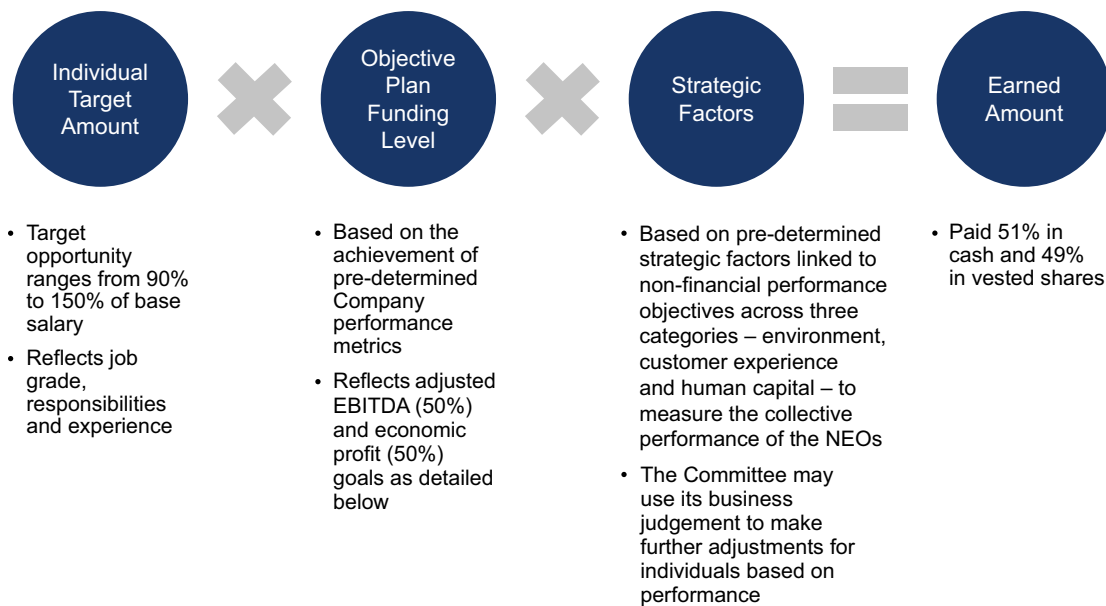 Individual
Target
Amount
Objective
Plan
Funding
Level
Strategic
Factors
Earned
Amount
• Target
opportunity
ranges from 90%
to 150% of base
salary
• Reflects job
grade,
responsibilities
and experience
• Based on the
achievement of
pre-determined
Company
performance
metrics
• Reflects adjusted
EBITDA (50%)
and economic
profit (50%)
goals as detailed
below
• Based on pre-determined
strategic factors linked to
non-financial performance
objectives across three
categories – environment,
customer experience
and human capital – to
measure the collective
performance of the NEOs
• The Committee may
use its business
judgement to make
further adjustments for
individuals based on
performance
• Paid 51% in
cash and 49%
in vested shares